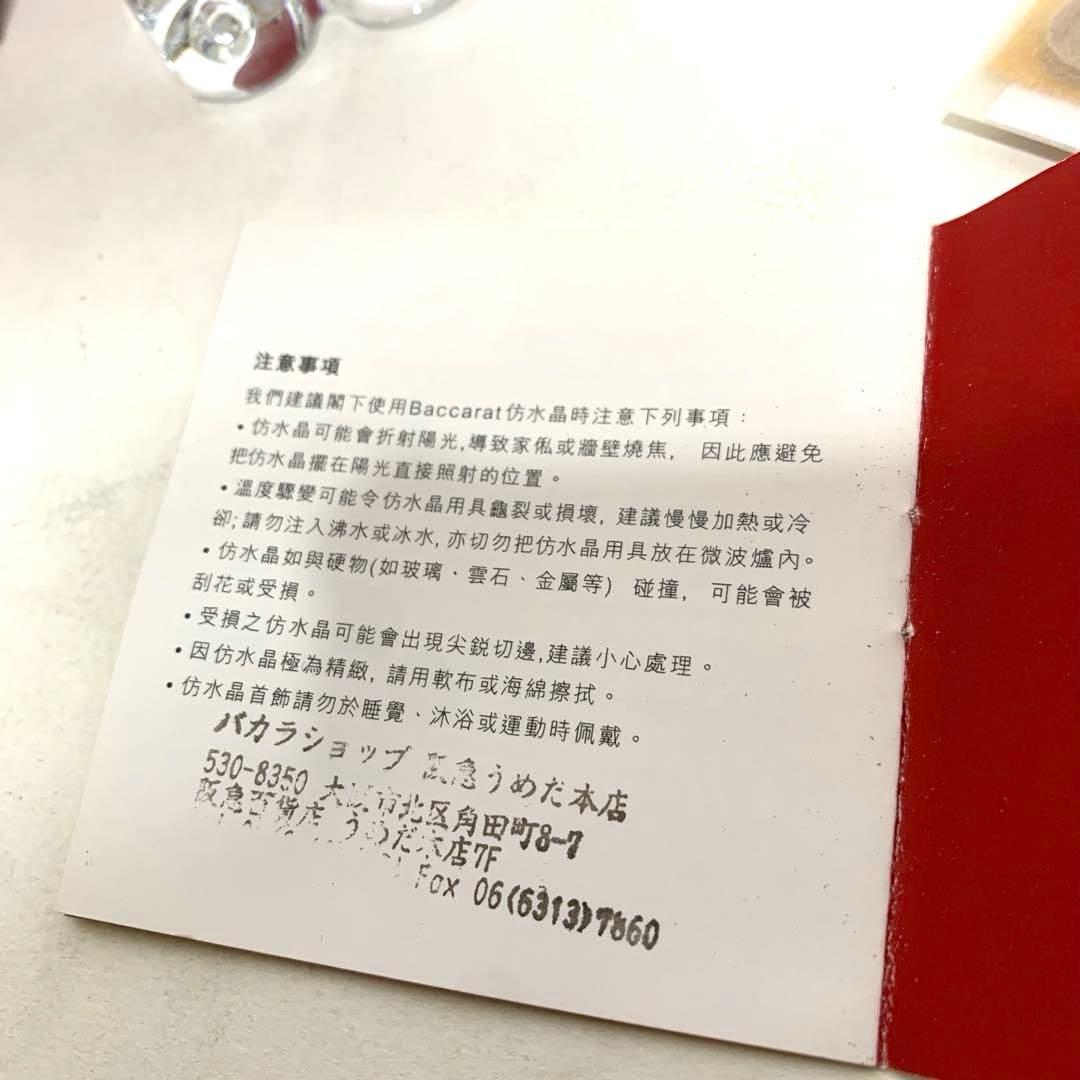 注意事項
我們建議閣下使用Baccarat仿水晶時注意下列事項：
• 仿水晶可能會折射陽光,導致家俬或牆壁燒焦, 因此應避免
把仿水晶擺在陽光直接照射的位置。
• 溫度驟變可能令仿水晶用具龜裂或損壞, 建議慢慢加熱或冷
卻; 請勿注入沸水或冰水, 亦切勿把仿水晶用具放在微波爐內。
• 仿水晶如與硬物(如玻璃、雲石、金屬等) 碰撞, 可能會被
刮花或受損。
• 受損之仿水晶可能會出現尖銳切邊,建議小心處理。
• 因仿水晶極為精緻, 請用軟布或海綿擦拭。
• 仿水晶首飾請勿於睡覺、沐浴或運動時佩戴。
バカラショップ 阪急うめだ本店
530-8350 大阪市北区角田町8-7
阪急百貨店 うめだ本店7F
Fax 06(6313)7860